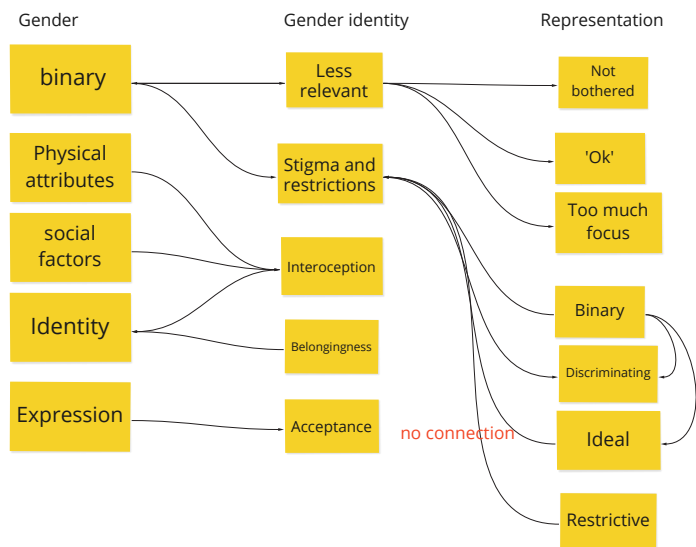 Gender
Gender identity
Representation
binary
Less
relevant
Not
bothered
Physical
attributes
Stigma and
restrictions
'Ok'
Too much
focus
social
factors
Interoception
Identity
Binary
Belongingness
Discriminating
Expression
Acceptance
no connection
Ideal
Restrictive